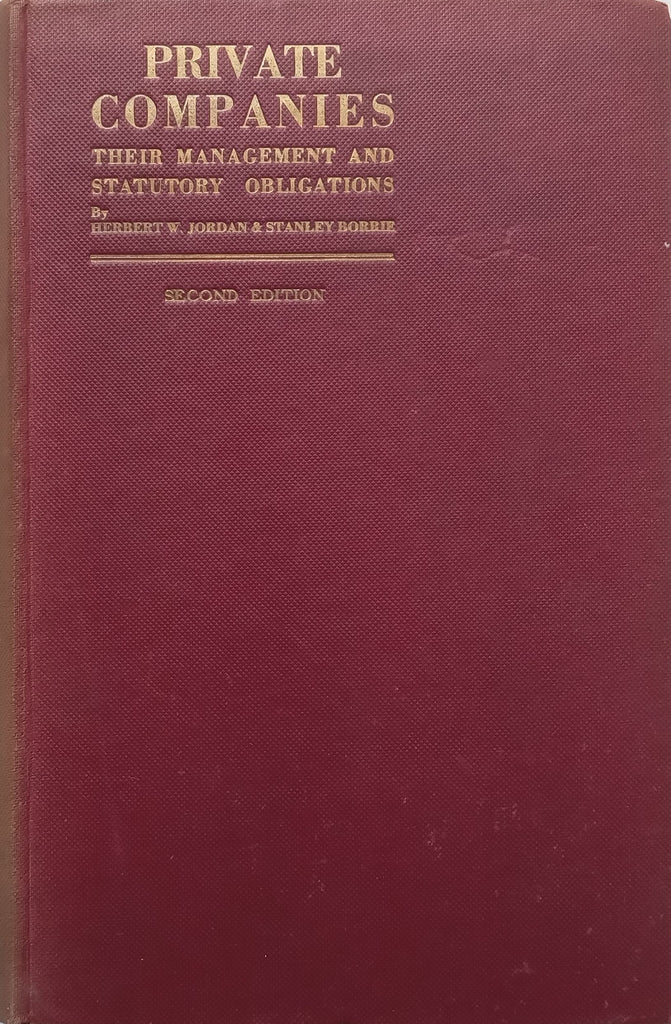 PRIVATE
COMPANIES
THEIR MANAGEMENT AND
STATUTORY OBLIGATIONS
By
HERBERT W. JORDAN & STANLEY BORRIE
SECOND EDITION